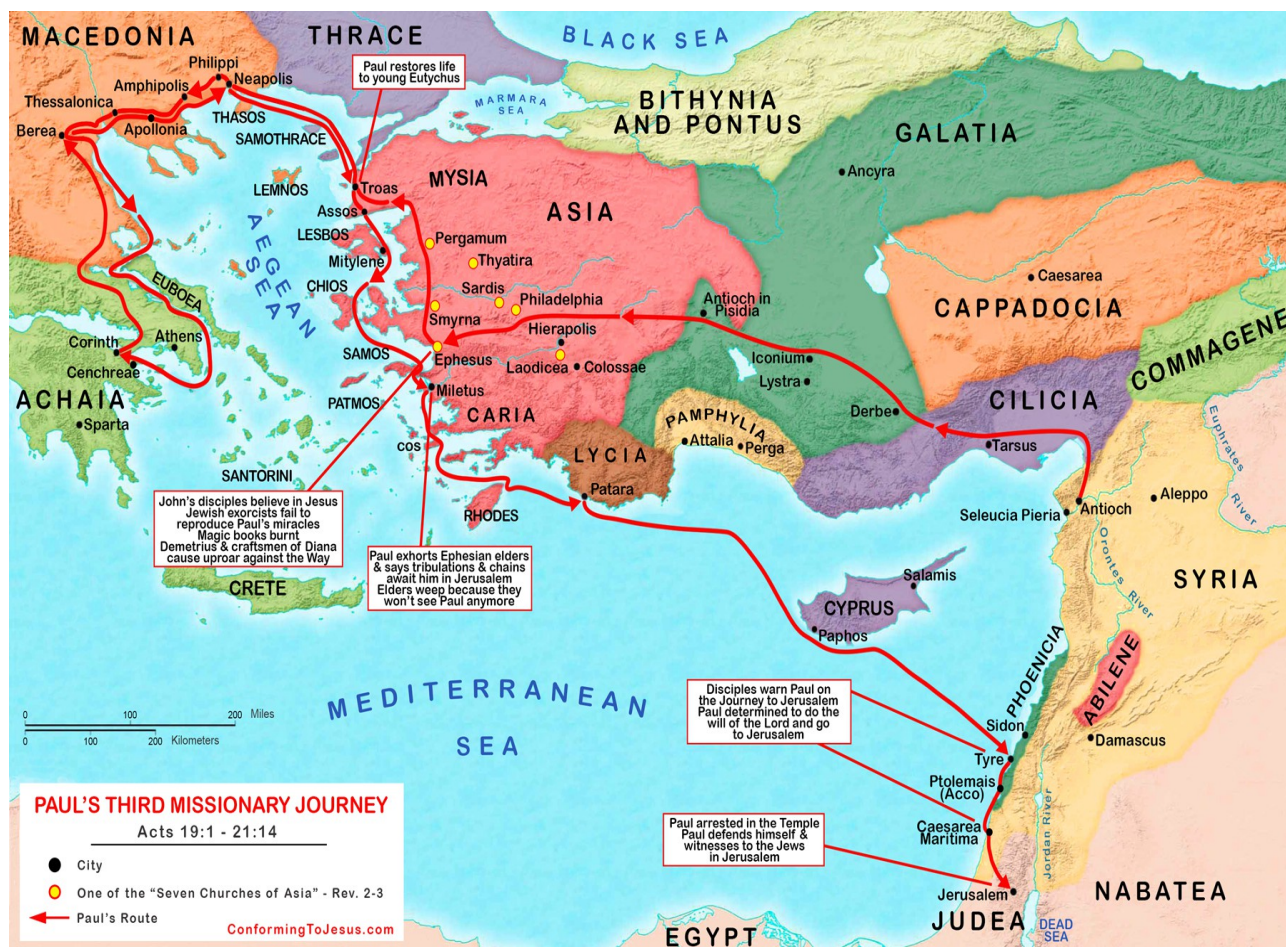 MACEDONIA
THRACE
BLACK SEA
Paul restores life
to young Eutychus
Philippi
Neapolis
Amphipolis
Thessalonica
Berea
Apollonia
THASOS
SAMOTHRACE
MARMARA
SEA
BITHYNIA
AND PONTUS
GALATIA
Ancyra
LEMNOS
Troas
MYSIA
ASIA
Assos
LESBOS
Mitylene
AEGEAN
SEA
CHIOS
Pergamum
Thyatira
Sardis
Philadelphia
Smyrna
Antioch in
Pisidia
Caesarea
CAPPADOCIA
COMMAGENE
EUBOEA
Athens
Corinth
Cenchreae
ACHAIA
Sparta
SAMOS
Ephesus
Hierapolis
Laodicea
Colossae
Iconium
Lystra
Derbe
CILICIA
Tarsus
Euphrates
River
PATMOS
Miletus
CARIA
PAMPHYLIA
Attalia
Perga
COS
LYCIA
Patara
SANTORINI
RHODES
Seleucia Pieria
Antioch
Aleppo
Orontes
River
SYRIA
John's disciples believe in Jesus
Jewish exorcists fail to
reproduce Paul's miracles
Magic books burnt
Demetrius & craftsmen of Diana
cause uproar against the Way
Paul exhorts Ephesian elders
& says tribulations & chains
await him in Jerusalem
Elders weep because they
won't see Paul anymore
CRETE
Salamis
CYPRUS
Paphos
PHOENICIA
ABILENE
MEDITERRANEAN
SEA
Disciples warn Paul on
the Journey to Jerusalem
Paul determined to do the
will of the Lord and go
to Jerusalem
Sidon
Damascus
Tyre
Ptolemais
(Acco)
Caesarea
Maritima
Jordan River
Paul arrested in the Temple
Paul defends himself &
witnesses to the Jews
in Jerusalem
Jerusalem
JUDEA
DEAD
SEA
NABATEA
EGYPT
0 100 200 Miles
0 100 200
Kilometers
PAUL'S THIRD MISSIONARY JOURNEY
Acts 19:1 - 21:14
City
One of the "Seven Churches of Asia" - Rev. 2-3
Paul's Route
ConformingToJesus.com